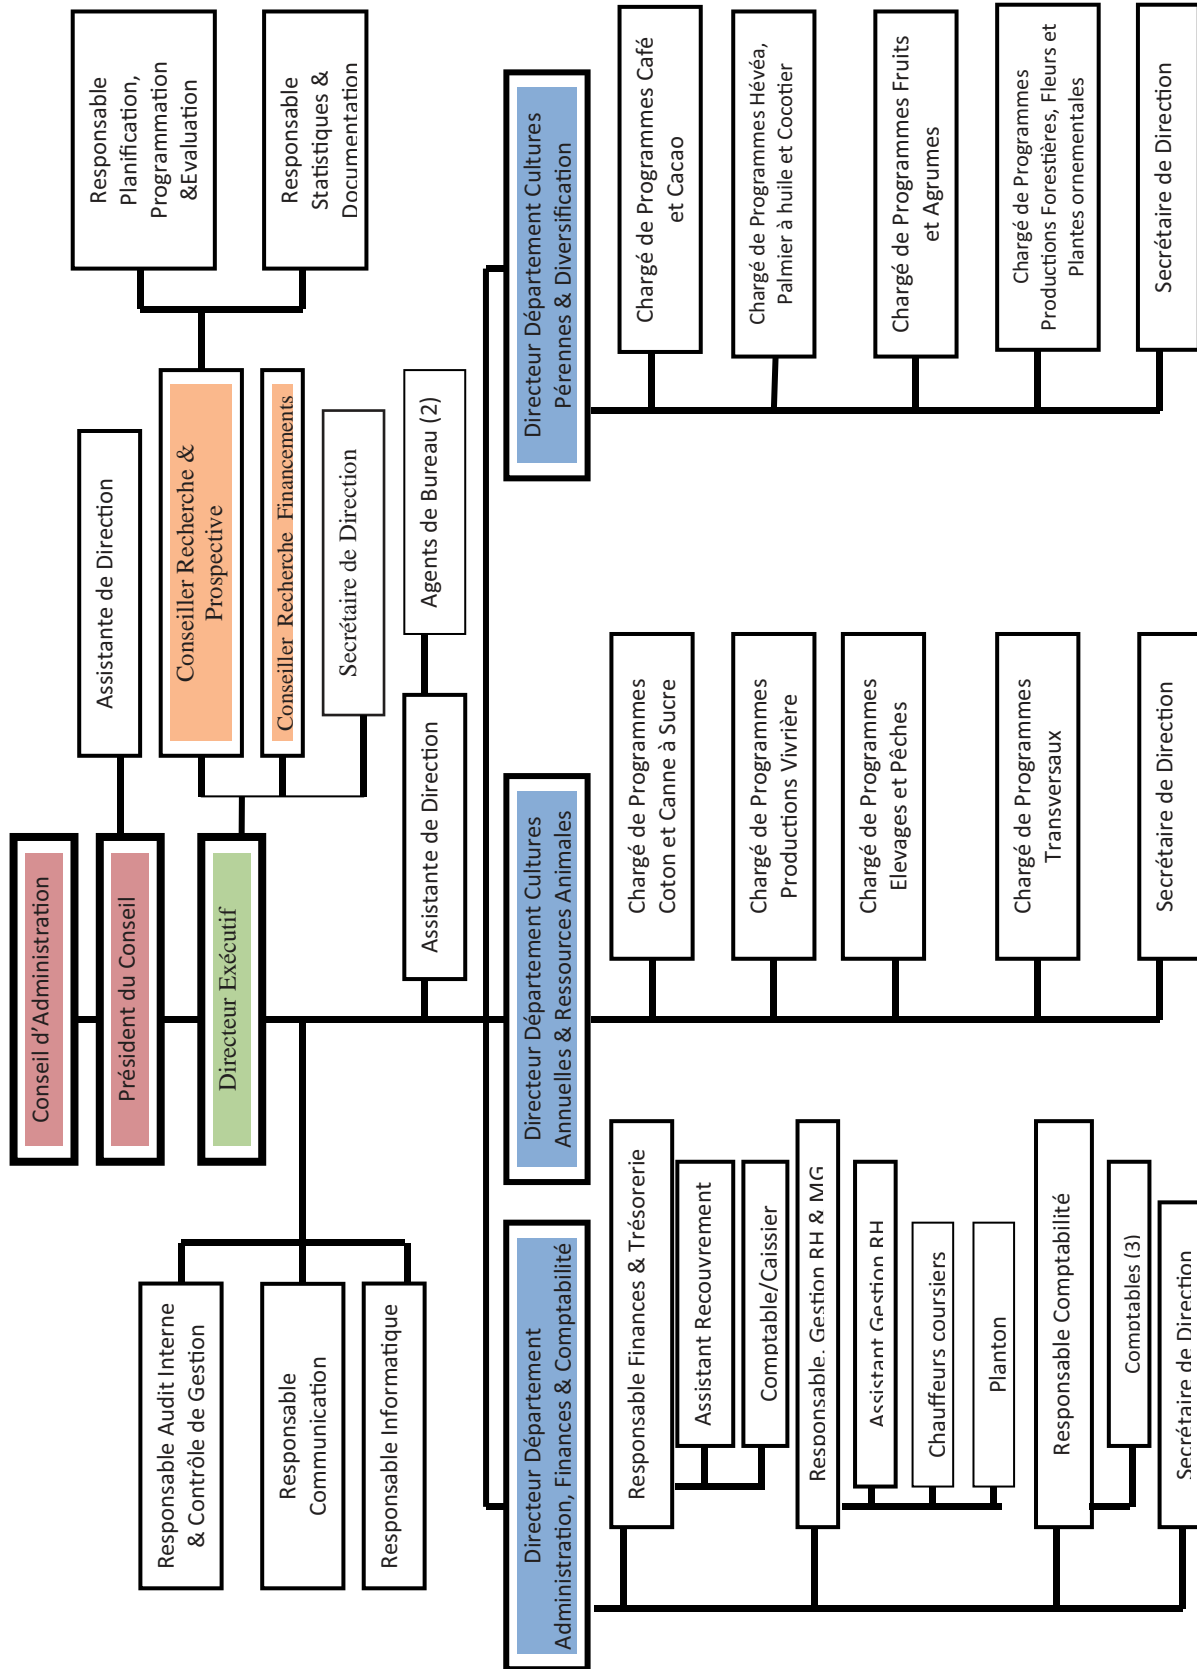 Conseil d'Administration
Président du Conseil
Assistante de Direction
Directeur Exécutif
Conseiller Recherche &
Prospective
Conseiller Recherche Financements
Secrétaire de Direction
Responsable
Planification,
Programmation
&Evaluation
Responsable
Statistiques &
Documentation
Responsable Audit Interne
& Contrôle de Gestion
Responsable
Communication
Responsable Informatique
Assistante de Direction
Agents de Bureau (2)
Directeur Département
Administration, Finances & Comptabilité
Responsable Finances & Trésorerie
Assistant Recouvrement
Comptable/Caissier
Responsable. Gestion RH & MG
Assistant Gestion RH
Chauffeurs coursiers
Planton
Responsable Comptabilité
Comptables (3)
Secrétaire de Direction
Directeur Département Cultures
Annuelles & Ressources Animales
Chargé de Programmes
Coton et Canne à Sucre
Chargé de Programmes
Productions Vivrière
Chargé de Programmes
Elevages et Pêches
Chargé de Programmes
Transversaux
Secrétaire de Direction
Directeur Département Cultures
Pérennes & Diversification
Chargé de Programmes Café
et Cacao
Chargé de Programmes Hévéa,
Palmier à huile et Cocotier
Chargé de Programmes Fruits
et Agrumes
Chargé de Programmes
Productions Forestières, Fleurs et
Plantes ornementales
Secrétaire de Direction